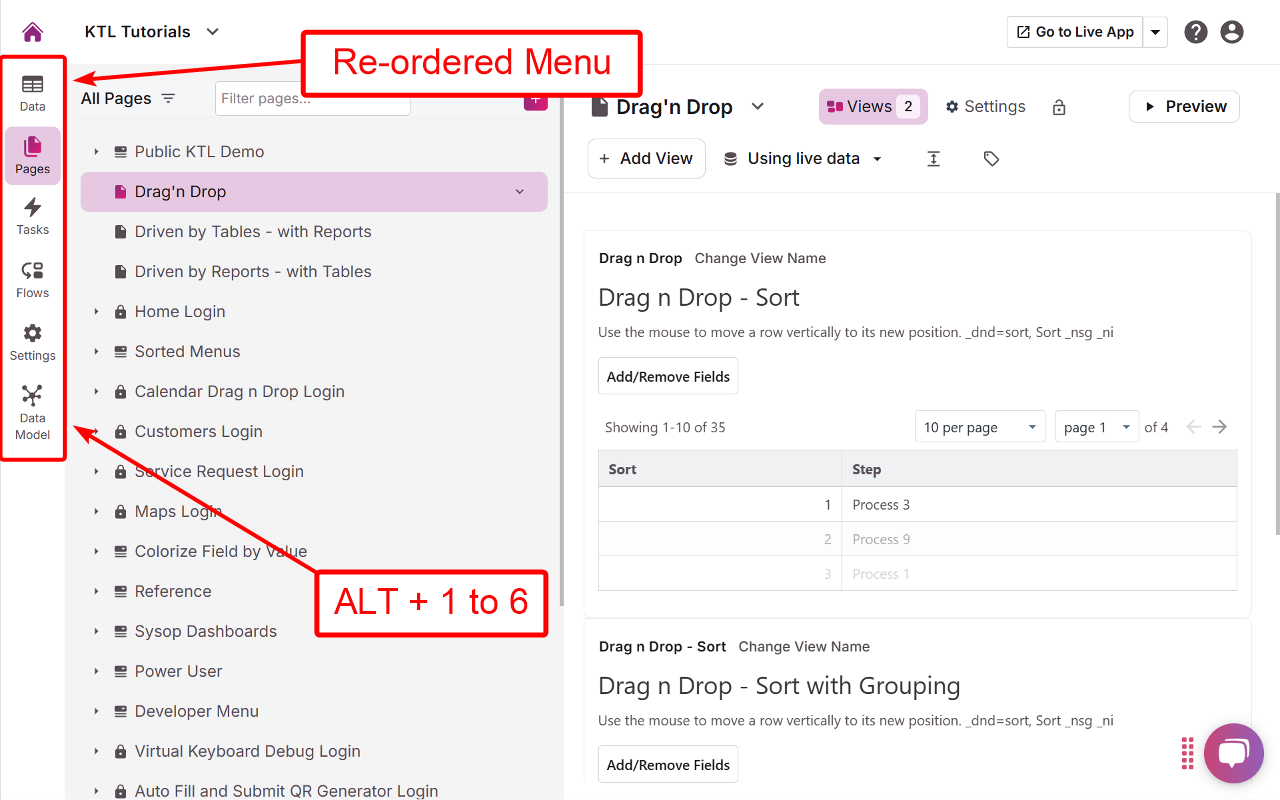 KTL Tutorials
Go to Live App
Re-ordered Menu
Data
Pages
Tasks
Flows
Settings
Data
Model
All Pages
Filter pages...
Public KTL Demo
Drag'n Drop
Driven by Tables - with Reports
Driven by Reports - with Tables
Home Login
Sorted Menus
Calendar Drag n Drop Login
Customers Login
Service Request Login
Maps Login
Colorize Field by Value
Reference
Sysop Dashboards
Power User
Developer Menu
Virtual Keyboard Debug Login
Auto Fill and Submit QR Generator Login
ALT + 1 to 6
Drag'n Drop
Views 2
Settings
Preview
+ Add View
Using live data
Drag n Drop Change View Name
Drag n Drop - Sort
Use the mouse to move a row vertically to its new position. _dnd=sort, Sort _nsg _ni
Add/Remove Fields
Showing 1-10 of 35
10 per page
page 1
of 4
Sort Step
1 Process 3
2 Process 9
3 Process 1
Drag n Drop - Sort Change View Name
Drag n Drop - Sort with Grouping
Use the mouse to move a row vertically to its new position. _dnd=sort, Sort _nsg _ni
Add/Remove Fields